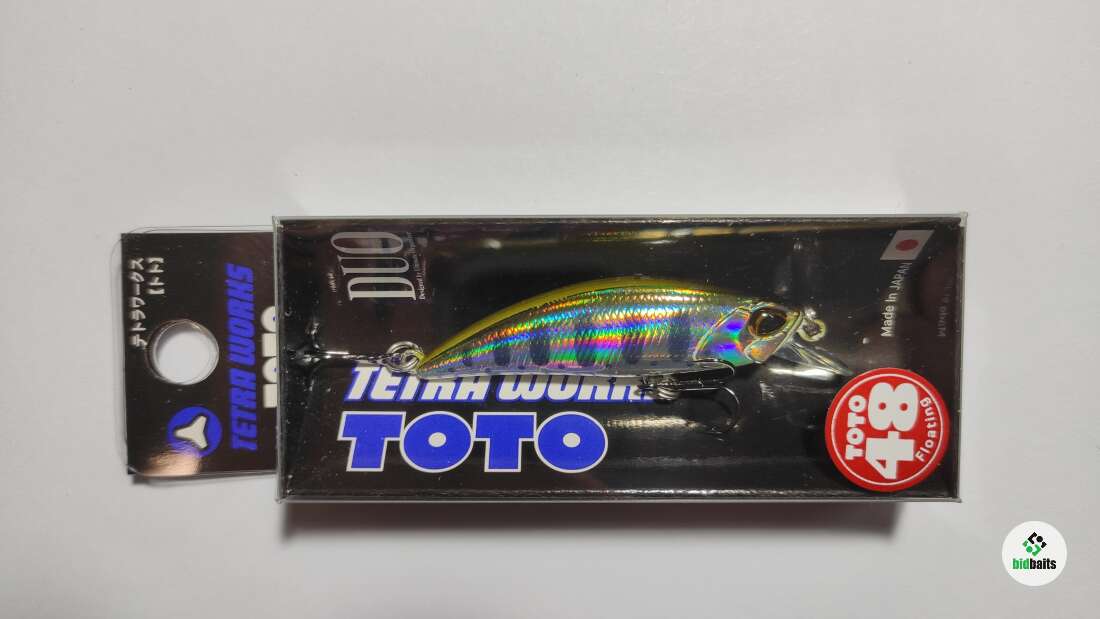 テトラワークス
【トト】
TETRA WORKS
DUO
Made in JAPAN
TETRA WORK
TOTO
TOTO
48
Floating
bidbaits